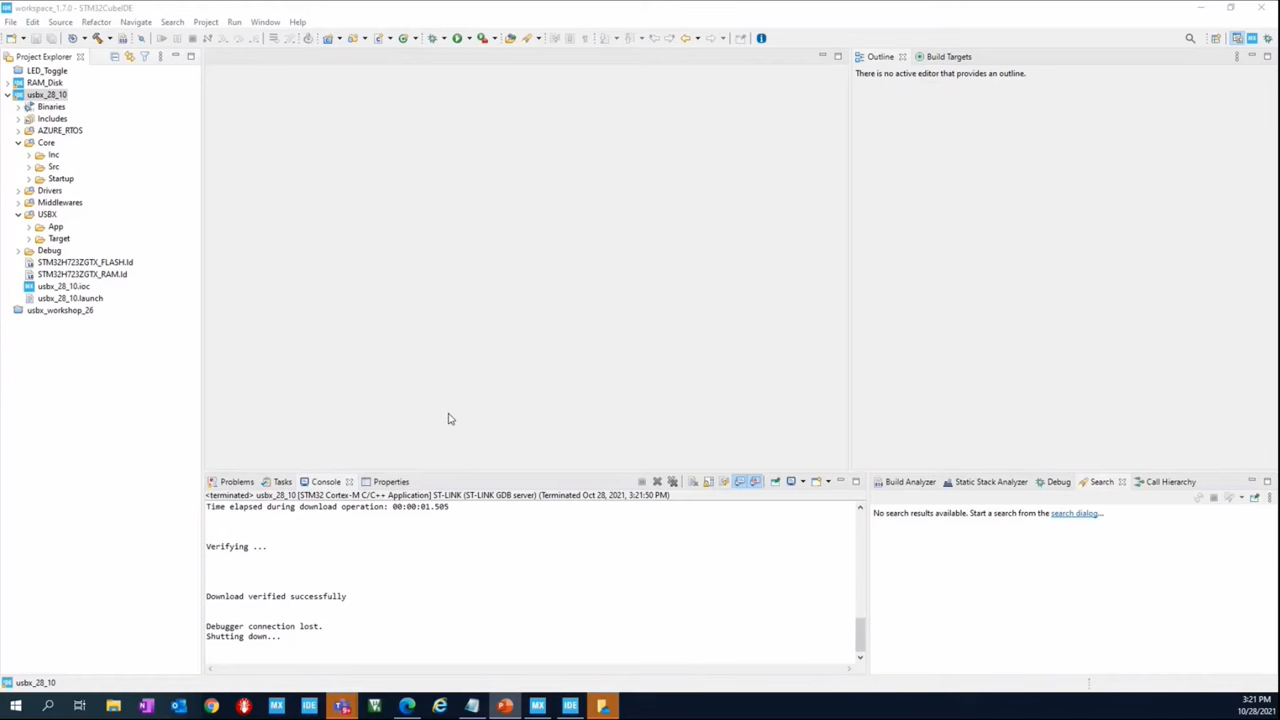 workspace_1.7.0 - STM32CubeIDE
File Edit Source Refactor Navigate Search Project Run Window Help
Project Explorer
LED_Toggle
RAM_Disk
usbx_28_10
Binaries
Includes
AZURE_RTOS
Core
Inc
Src
Startup
Drivers
Middlewares
USBX
App
Target
Debug
STM32H723ZGTX_FLASH.ld
STM32H723ZGTX_RAM.ld
usbx_28_10.ioc
usbx_28_10.launch
usbx_workshop_26
Outline Build Targets
There is no active editor that provides an outline.
Problems Tasks Console Properties
<terminated> usbx_28_10 [STM32 Cortex-M C/C++ Application] ST-LINK (ST-LINK GDB server) (Terminated Oct 28, 2021, 3:21:50 PM)
Time elapsed during download operation: 00:00:01.505
Verifying ...
Download verified successfully
Debugger connection lost.
Shutting down...
Build Analyzer Static Stack Analyzer Debug Search Call Hierarchy
No search results available. Start a search from the search dialog...
usbx_28_10
3:21 PM
10/28/2021